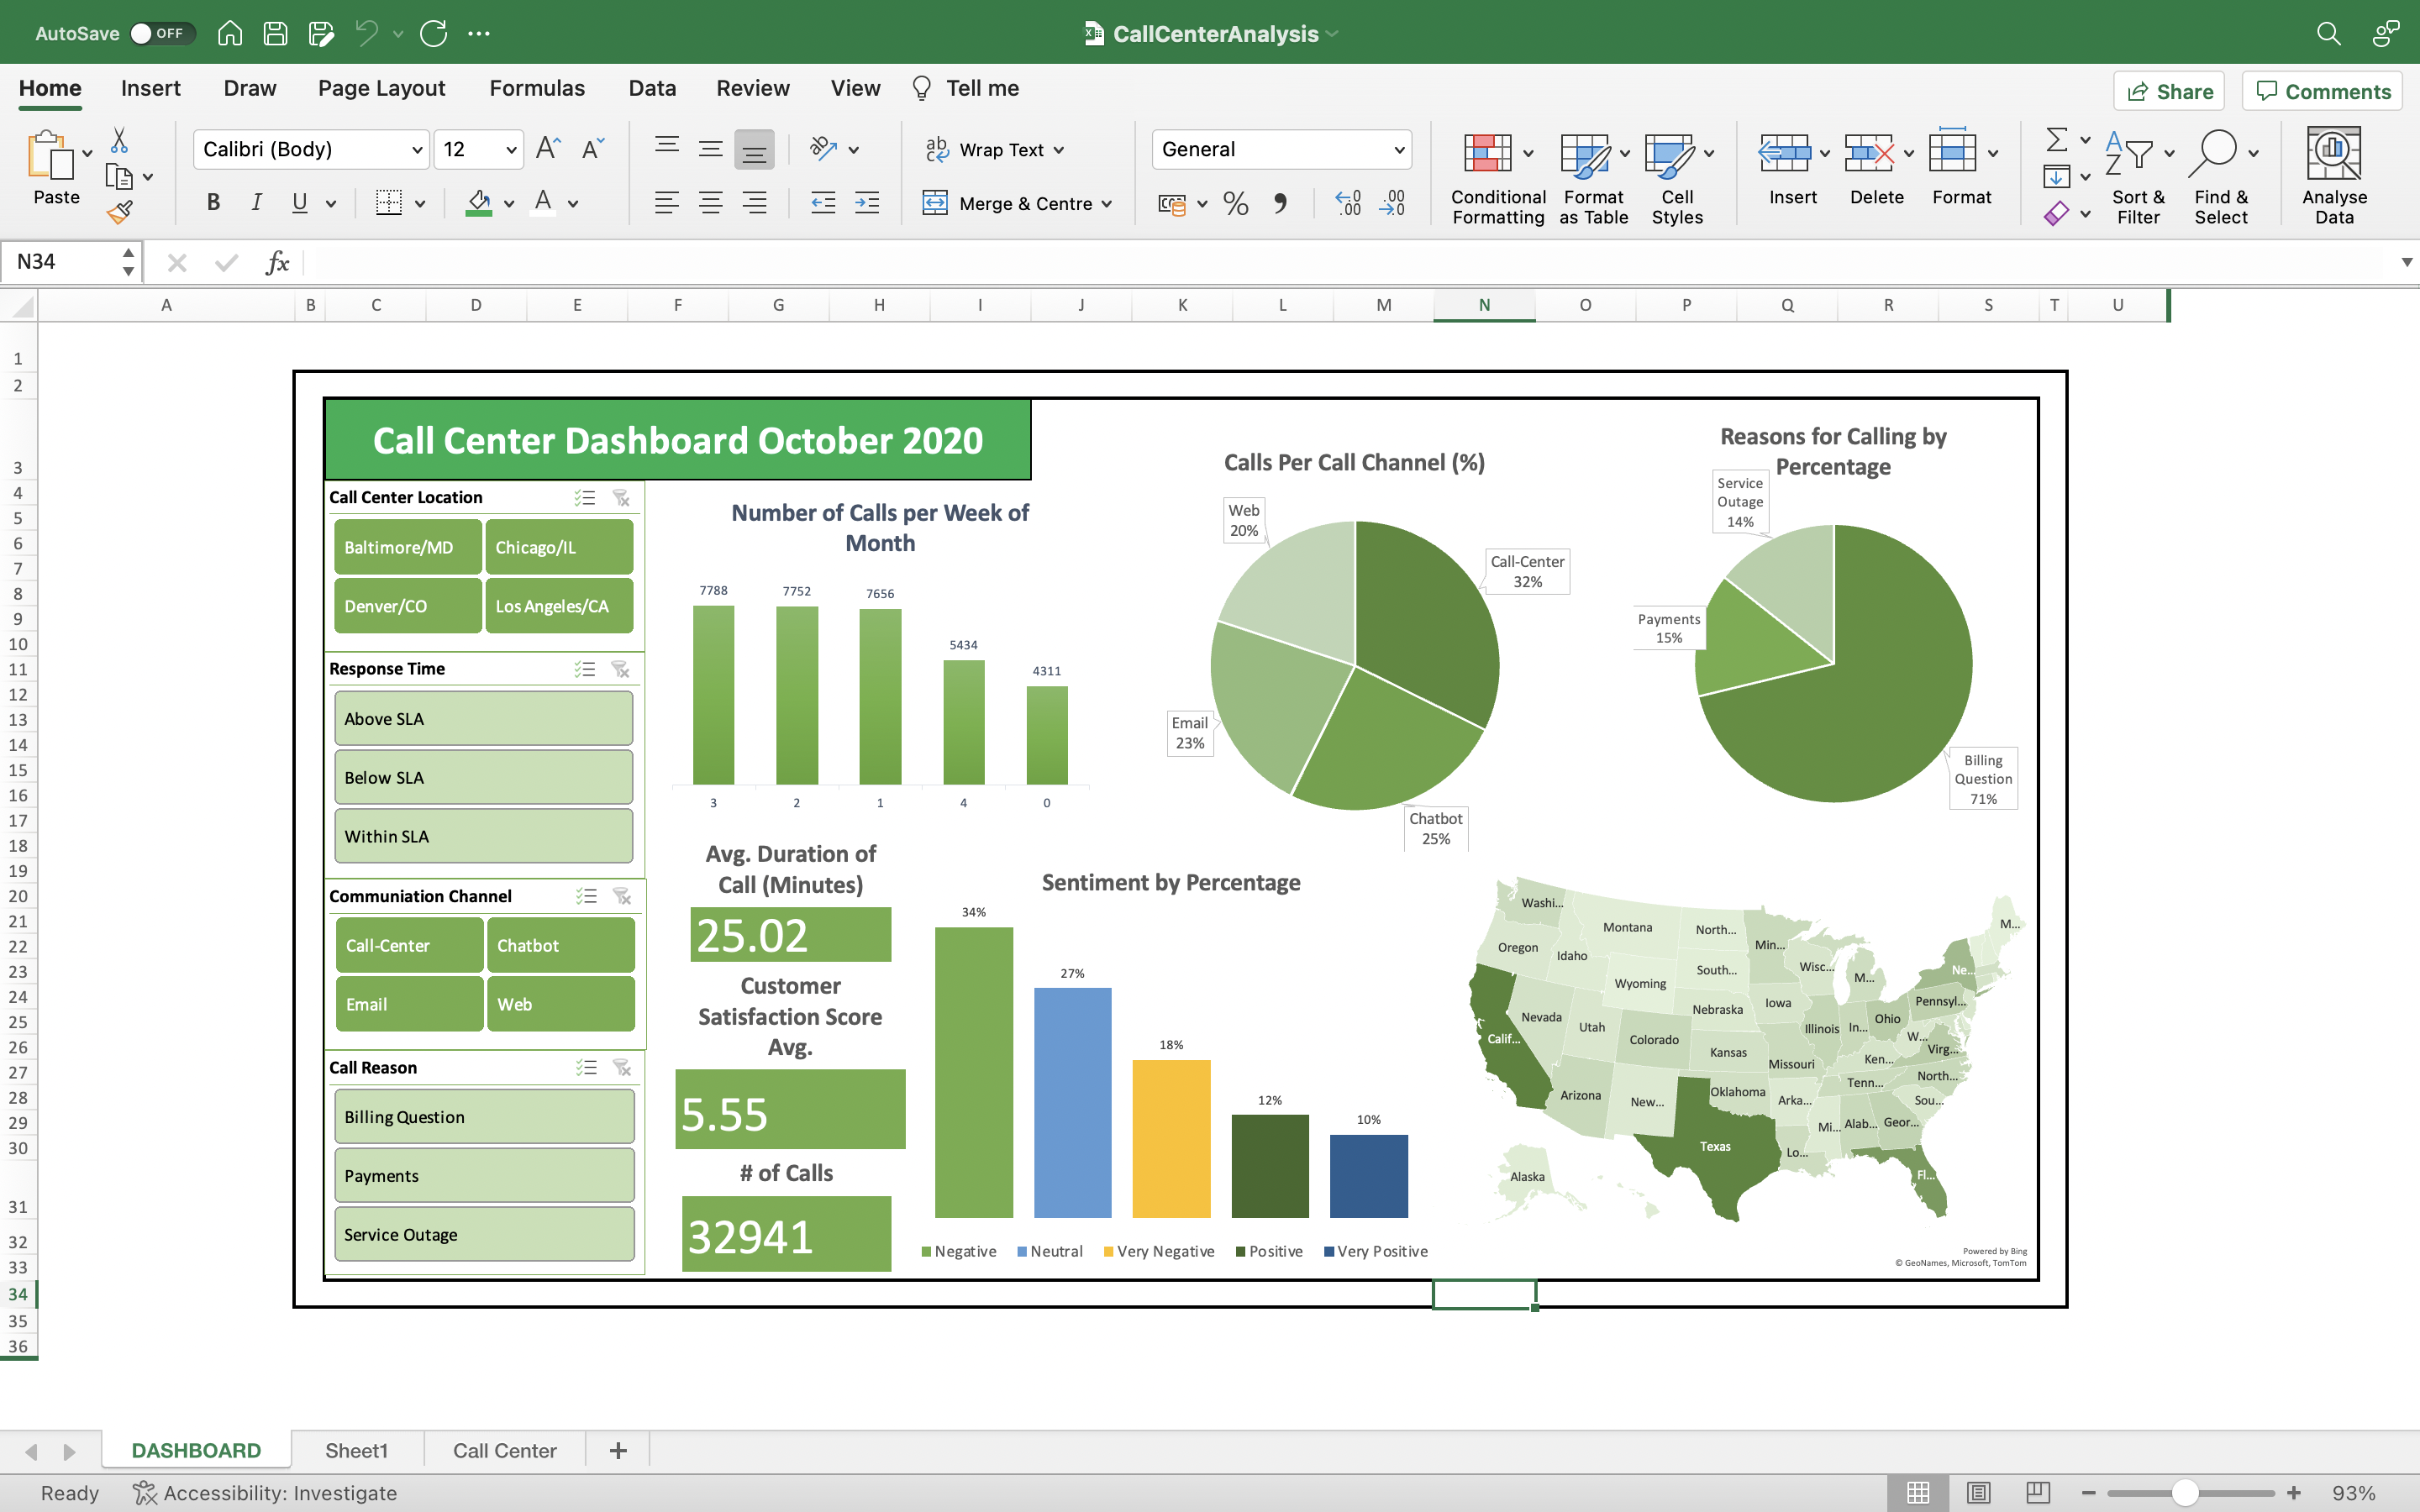 AutoSave OFF
CallCenterAnalysis
Home Insert Draw Page Layout Formulas Data Review View Tell me
Share Comments
Paste
Calibri (Body) 12
B I U A
Wrap Text
Merge & Centre
General
Conditional Formatting
Format as Table
Cell Styles
Insert Delete Format
Sort & Filter
Find & Select
Analyse Data
N34
fx
A B C D E F G H I J K L M N O P Q R S T U
1
2
3
4
5
6
7
8
9
10
11
12
13
14
15
16
17
18
19
20
21
22
23
24
25
26
27
28
29
30
31
32
33
34
35
36
Call Center Dashboard October 2020
Call Center Location
Baltimore/MD Chicago/IL
Denver/CO Los Angeles/CA
Response Time
Above SLA
Below SLA
Within SLA
Communiation Channel
Call-Center Chatbot
Email Web
Call Reason
Billing Question
Payments
Service Outage
Number of Calls per Week of
Month
7788 7752 7656 5434 4311
3 2 1 4 0
Avg. Duration of
Call (Minutes)
25.02
Customer
Satisfaction Score
Avg.
5.55
# of Calls
32941
Calls Per Call Channel (%)
Web
20%
Call-Center
32%
Email
23%
Chatbot
25%
Reasons for Calling by
Percentage
Service
Outage
14%
Payments
15%
Billing
Question
71%
Sentiment by Percentage
34%
27%
18%
12%
10%
Negative Neutral Very Negative Positive Very Positive
Washi...
Montana
North...
Min...
M...
Oregon
Idaho
Wisc...
South...
M...
Ne...
Wyoming
Nebraska
Iowa
Pennsyl...
Nevada
Utah
Illinois
In...
Ohio
Calif...
Colorado
Kansas
Missouri
W...
Virg...
Ken...
Arizona
New...
Oklahoma
Arka...
Tenn...
North...
Sou...
Mi...
Alab...
Geor...
Texas
Lo...
Fl...
Alaska
Powered by Bing
© GeoNames, Microsoft, TomTom
DASHBOARD Sheet1 Call Center +
Ready Accessibility: Investigate
93%